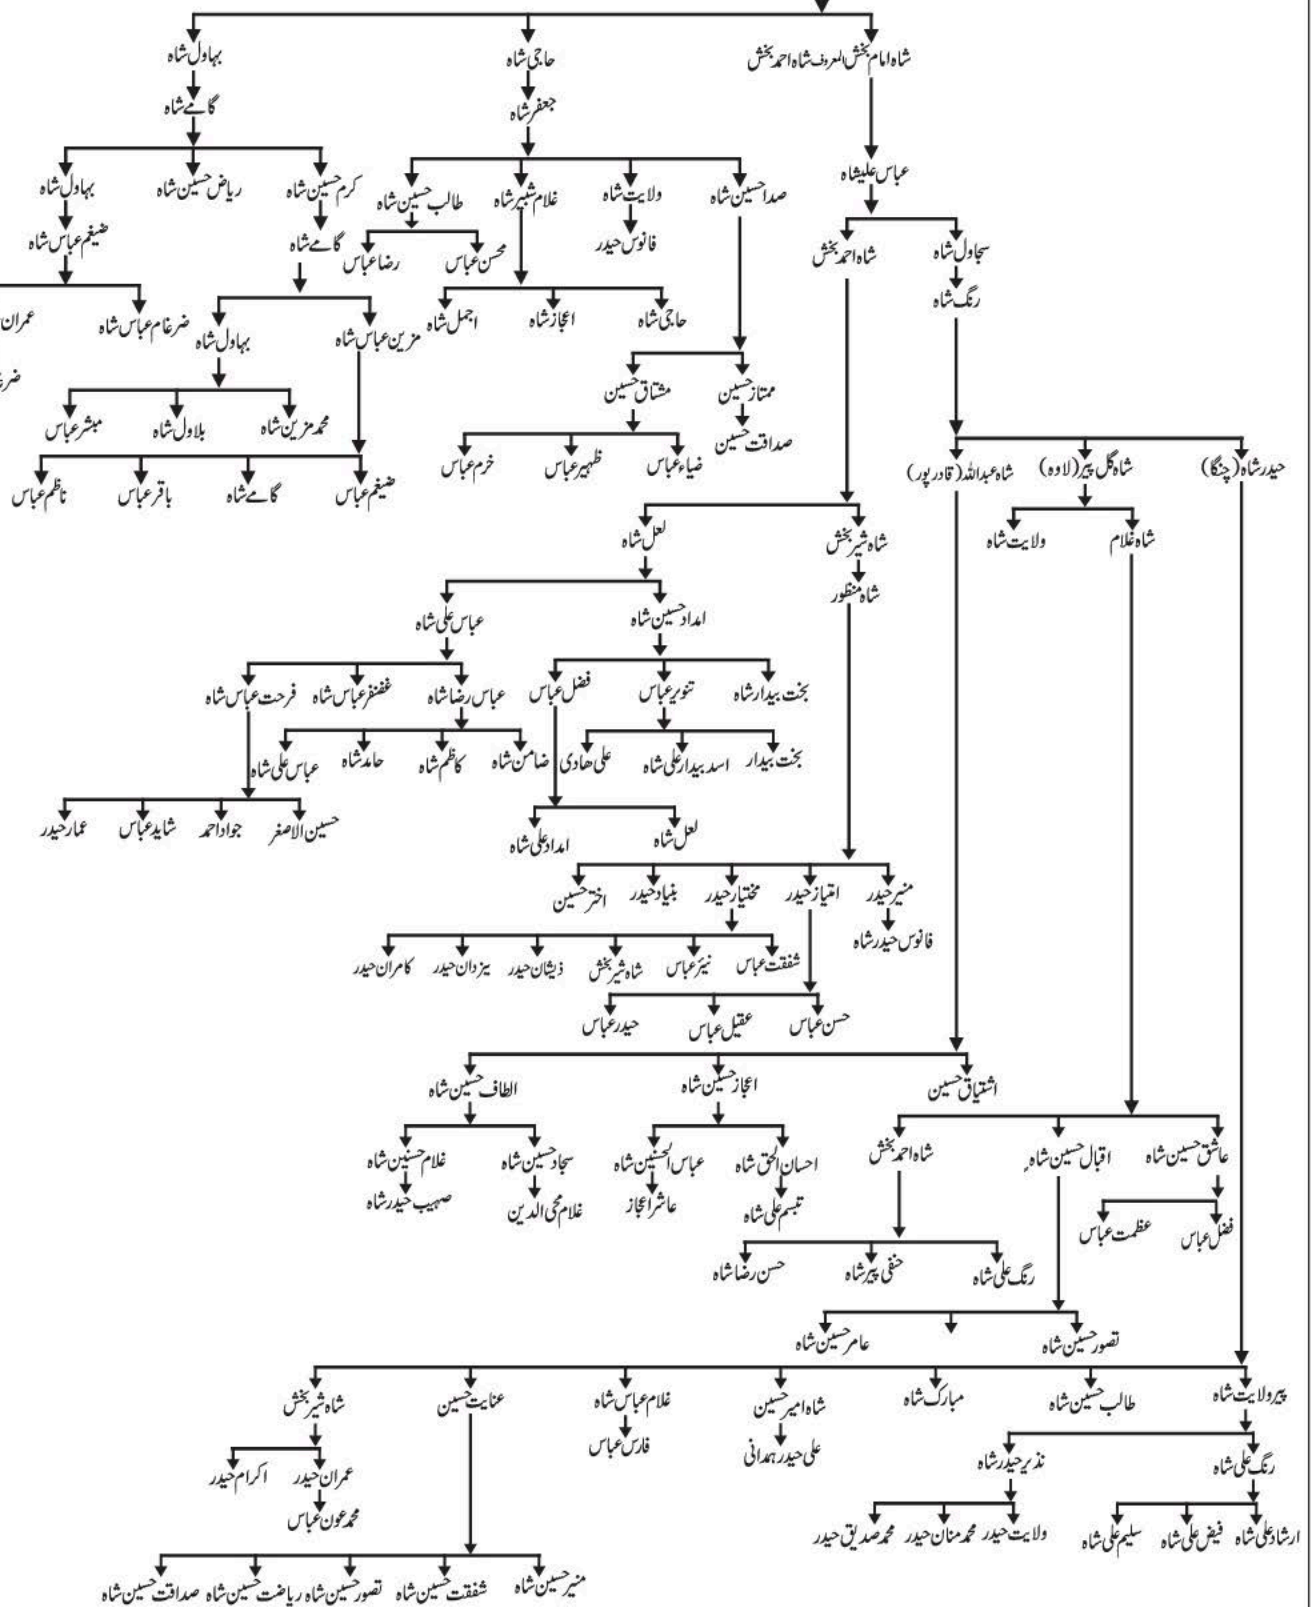 شاہ امام بخش المعروف شاہ احمد بخش
حاجی شاہ
بہاول شاہ
جعفر شاہ
گامے شاہ
عباس علیشاہ
صدا حسین شاہ
ولایت شاہ
غلام شبیر شاہ
طالب حسین شاہ
کرم حسین شاہ
ریاض حسین شاہ
بہاول شاہ
سجاول شاہ
شاہ احمد بخش
فانوس حیدر
محسن عباس
رضا عباس
گامے شاہ
ضیغم عباس شاہ
رنگ شاہ
حاجی شاہ
اعجاز شاہ
اجمل شاہ
مزین عباس شاہ
بہاول شاہ
ضرغام عباس شاہ
عمران
ممتاز حسین
مشتاق حسین
محمد مزین شاہ
بلاول شاہ
مبشر عباس
صداقت حسین
ضیاء عباس
ظہیر عباس
خرم عباس
حیدر شاہ (چنگا)
شاہ گل پیر (لاوہ)
شاہ عبداللہ (قادر پور)
ضیغم عباس
گامے شاہ
باقر عباس
ناظم عباس
شاہ غلام
ولایت شاہ
شاہ شیر بخش
لعل شاہ
شاہ منظور
امداد حسین شاہ
عباس علی شاہ
بخت بیدار شاہ
تنویر عباس
فضل عباس
عباس رضا شاہ
غضنفر عباس شاہ
فرحت عباس شاہ
بخت بیدار
اسد بیدار علی شاہ
علی ھادی
ضامن شاہ
کاظم شاہ
حامد شاہ
عباس علی شاہ
لعل شاہ
امداد علی شاہ
حسین الاصغر
جواد احمد
شاید عباس
عمار حیدر
منیر حیدر
امتیاز حیدر
مختیار حیدر
بنیاد حیدر
اختر حسین
فانوس حیدر شاہ
شفقت عباس
نیئر عباس
شاہ شیر بخش
ذیشان حیدر
یزدان حیدر
کامران حیدر
حسن عباس
عقیل عباس
حیدر عباس
اشتیاق حسین
اعجاز حسین شاہ
الطاف حسین شاہ
عاشق حسین شاہ
اقبال حسین شاہ
شاہ احمد بخش
احسان الحق شاہ
عباس الحسنین شاہ
سجاد حسین شاہ
غلام حسنین شاہ
تبسم علی شاہ
عاشر اعجاز
غلام محی الدین
صہیب حیدر شاہ
فضل عباس
عظمت عباس
رنگ علی شاہ
حنفی پیر شاہ
حسن رضا شاہ
تصور حسین شاہ
عامر حسین شاہ
پیر ولایت شاہ
طالب حسین شاہ
مبارک شاہ
شاہ امیر حسین
غلام عباس شاہ
عنایت حسین
شاہ شیر بخش
علی حیدر ہمدانی
فارس عباس
رنگ علی شاہ
نذیر حیدر شاہ
عمران حیدر
اکرام حیدر
محمد عون عباس
ارشاد علی شاہ
فیض علی شاہ
سلیم علی شاہ
ولایت حیدر
محمد منان حیدر
محمد صدیق حیدر
منیر حسین شاہ
شفقت حسین شاہ
تصور حسین شاہ
ریاضت حسین شاہ
صداقت حسین شاہ